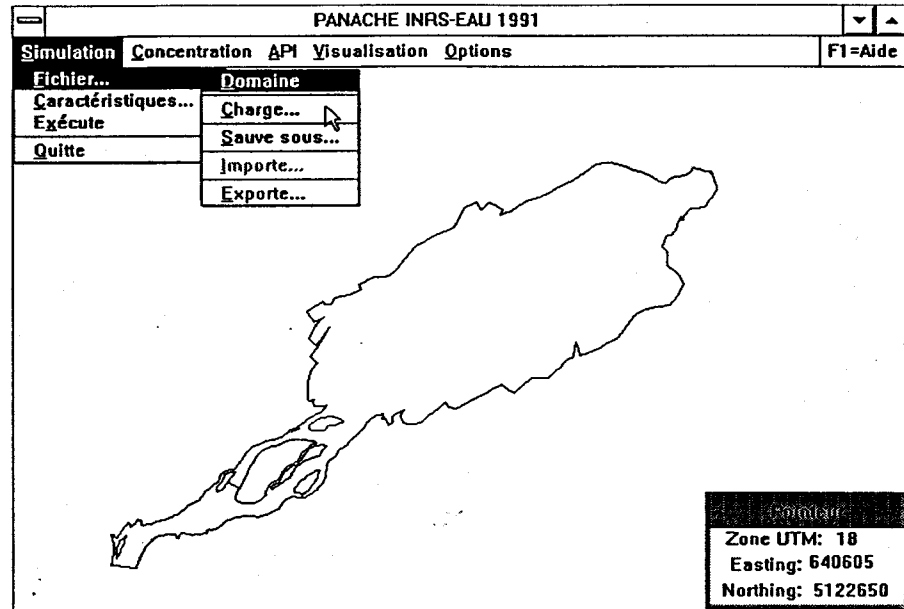 PANACHE INRS-EAU 1991
Simulation Concentration API Visualisation Options F1=Aide
Fichier...
Caractéristiques...
Exécute
Quitte
Domaine
Charge...
Sauve sous...
Importe...
Exporte...
Pointeur
Zone UTM: 18
Easting: 640605
Northing: 5122650